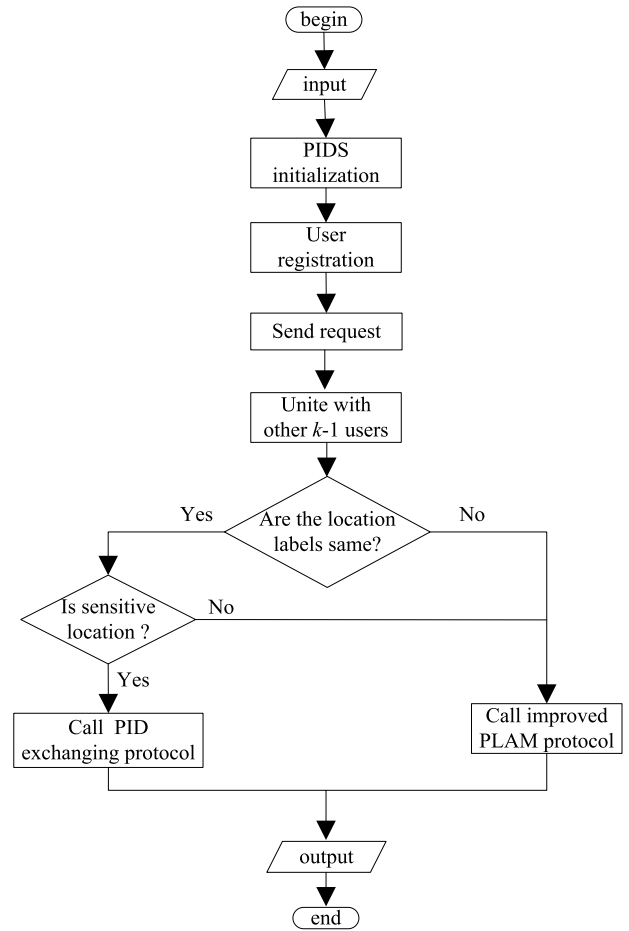 begin
input
PIDS
initialization
User
registration
Send request
Unite with
other k-1 users
Yes
Are the location
labels same?
No
Is sensitive
location ?
No
Yes
Call PID
exchanging protocol
Call improved
PLAM protocol
output
end